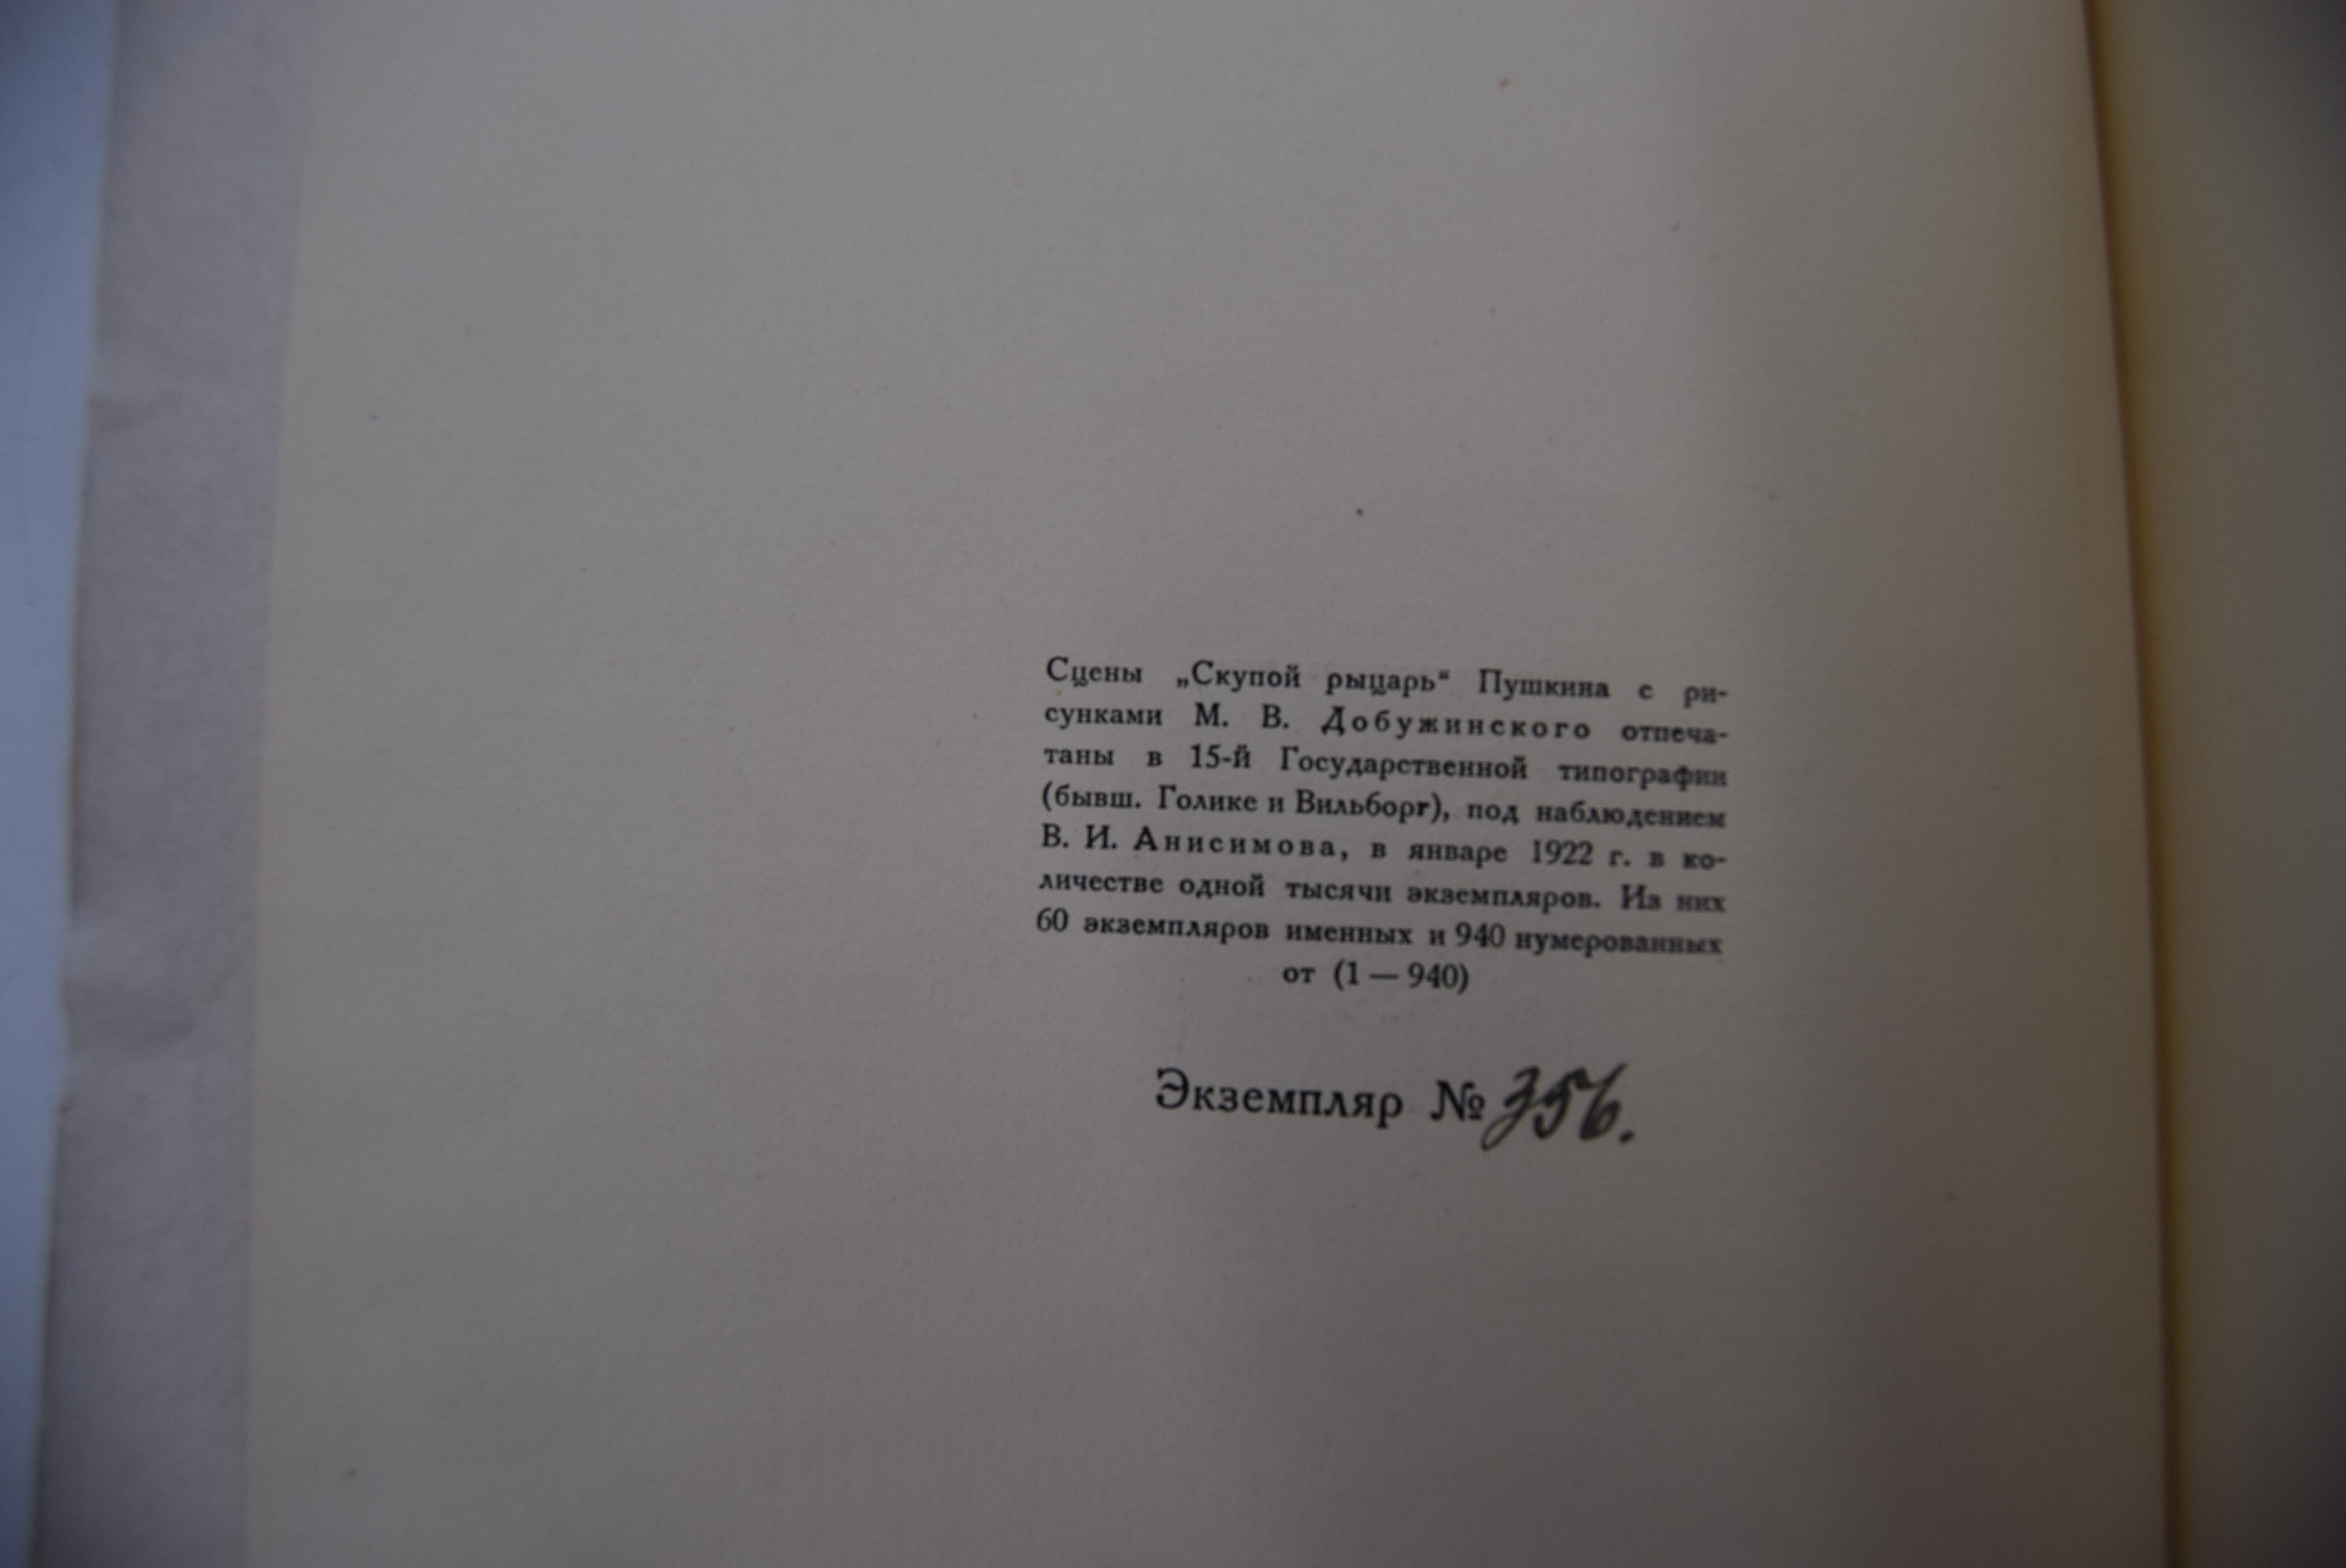 Сцены „Скупой рыцарь“ Пушкина с ри-
сунками М. В. Добужинского отпеча-
таны в 15-й Государственной типографии
(бывш. Голике и Вильборг), под наблюдением
В. И. Анисимова, в январе 1922 г. в ко-
личестве одной тысячи экземпляров. Из них
60 экземпляров именных и 940 нумерованных
от (1 — 940)
Экземпляр № 356.